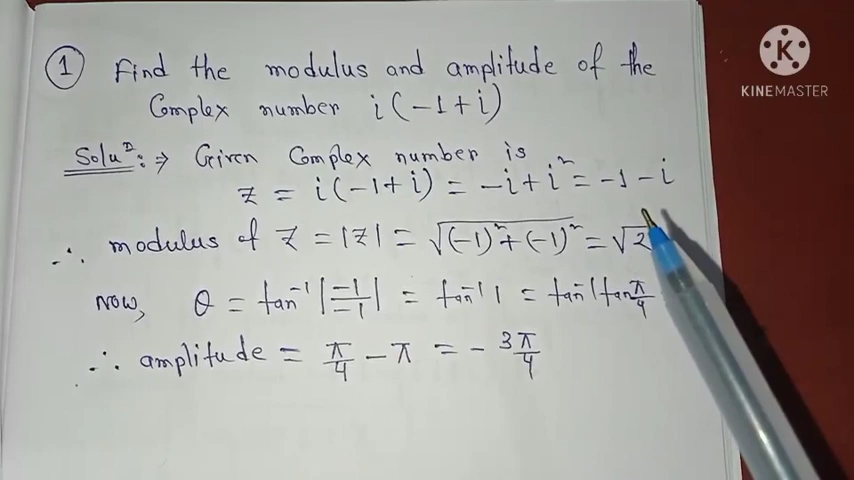 ① Find the modulus and amplitude of the
Complex number i(-1+i)
Soluⁿ :⇒ Given Complex number is
z = i(-1+i) = -i+i² = -1-i
∴ modulus of z = |z| = √((-1)²+(-1)²) = √2
Now, θ = tan⁻¹|-1/-1| = tan⁻¹1 = tan⁻¹tan π/4
∴ amplitude = π/4 - π = - 3π/4
K
KINEMASTER